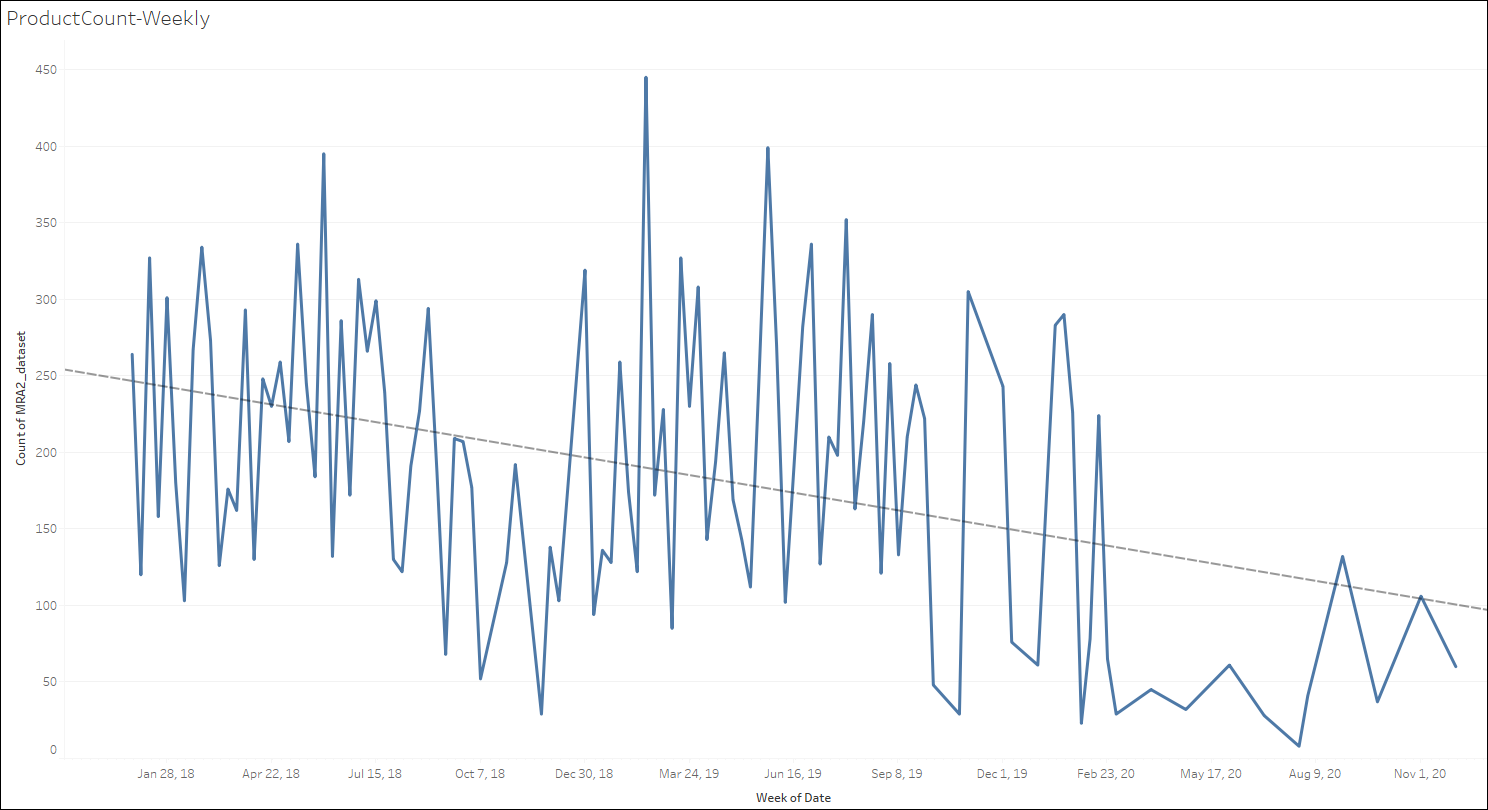 ProductCount-Weekly
450
400
350
300
250
200
150
100
50
0
Count of MRA2_dataset
Jan 28, 18
Apr 22, 18
Jul 15, 18
Oct 7, 18
Dec 30, 18
Mar 24, 19
Jun 16, 19
Sep 8, 19
Dec 1, 19
Feb 23, 20
May 17, 20
Aug 9, 20
Nov 1, 20
Week of Date